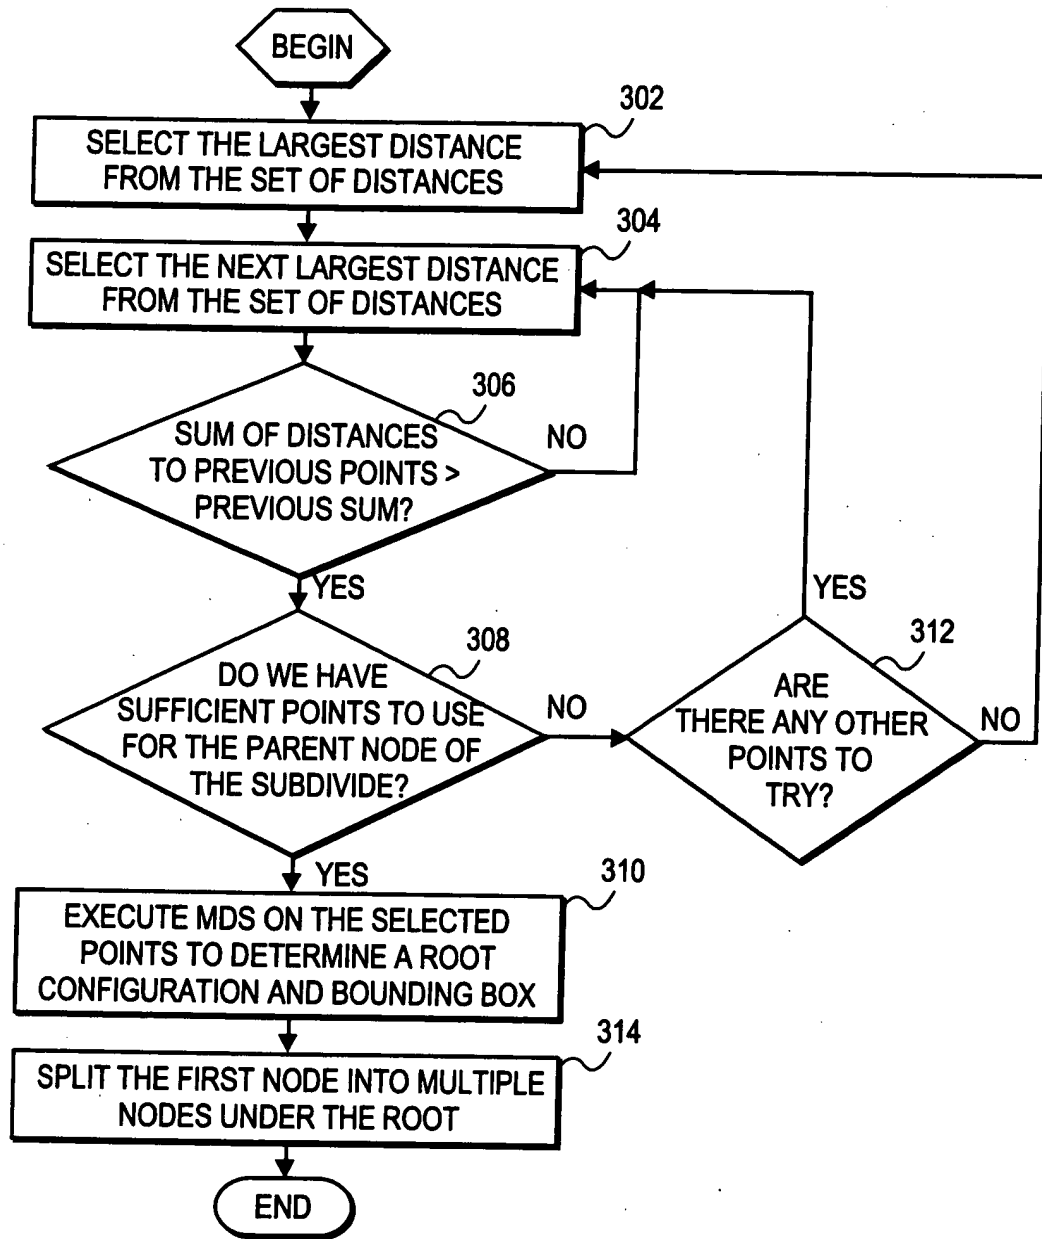 BEGIN
302
SELECT THE LARGEST DISTANCE
FROM THE SET OF DISTANCES
304
SELECT THE NEXT LARGEST DISTANCE
FROM THE SET OF DISTANCES
306
SUM OF DISTANCES
TO PREVIOUS POINTS >
PREVIOUS SUM?
NO
YES
308
DO WE HAVE
SUFFICIENT POINTS TO USE
FOR THE PARENT NODE OF
THE SUBDIVIDE?
NO
YES
312
ARE
THERE ANY OTHER
POINTS TO
TRY?
NO
YES
310
EXECUTE MDS ON THE SELECTED
POINTS TO DETERMINE A ROOT
CONFIGURATION AND BOUNDING BOX
314
SPLIT THE FIRST NODE INTO MULTIPLE
NODES UNDER THE ROOT
END